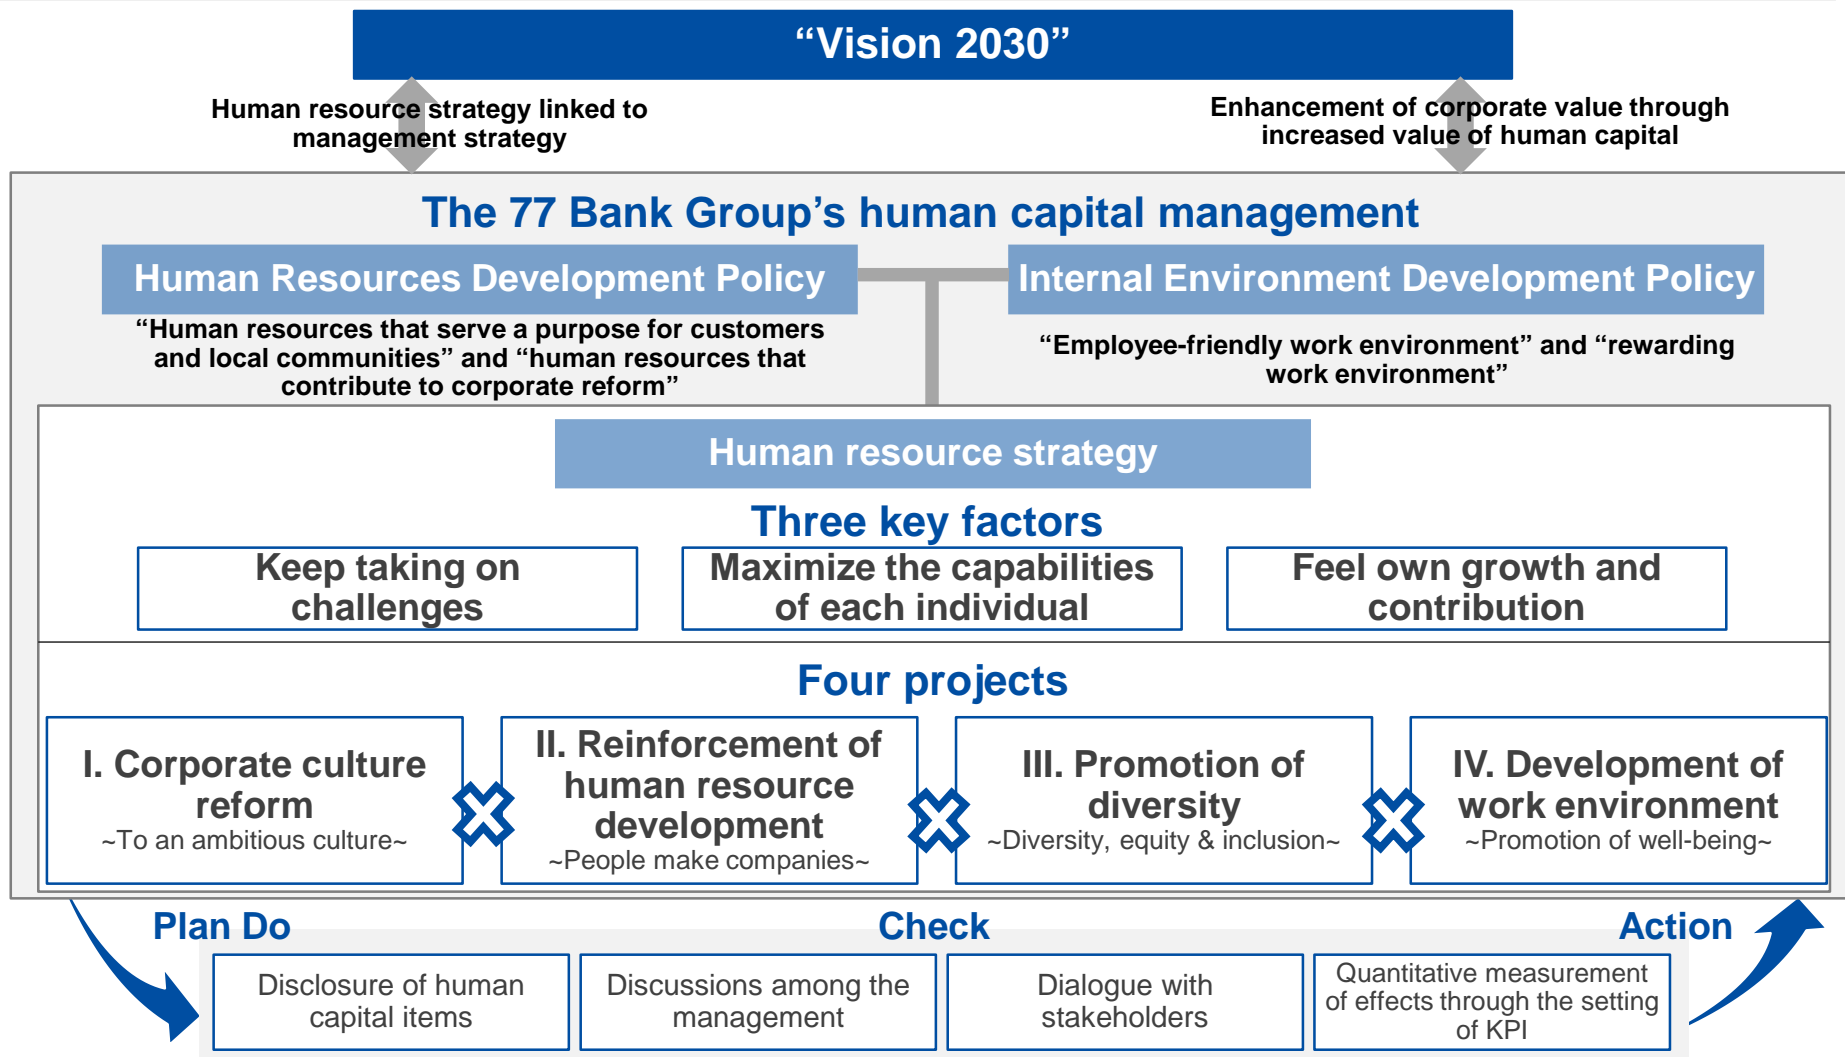 “Vision 2030”
Human resource strategy linked to
management strategy
Enhancement of corporate value through
increased value of human capital
The 77 Bank Group’s human capital management
Human Resources Development Policy
Internal Environment Development Policy
“Human resources that serve a purpose for customers
and local communities” and “human resources that
contribute to corporate reform”
“Employee-friendly work environment” and “rewarding
work environment”
Human resource strategy
Three key factors
Keep taking on
challenges
Maximize the capabilities
of each individual
Feel own growth and
contribution
Four projects
I. Corporate culture
reform
~To an ambitious culture~
II. Reinforcement of
human resource
development
~People make companies~
III. Promotion of
diversity
~Diversity, equity & inclusion~
IV. Development of
work environment
~Promotion of well-being~
Plan Do
Check
Action
Disclosure of human
capital items
Discussions among the
management
Dialogue with
stakeholders
Quantitative measurement
of effects through the setting
of KPI